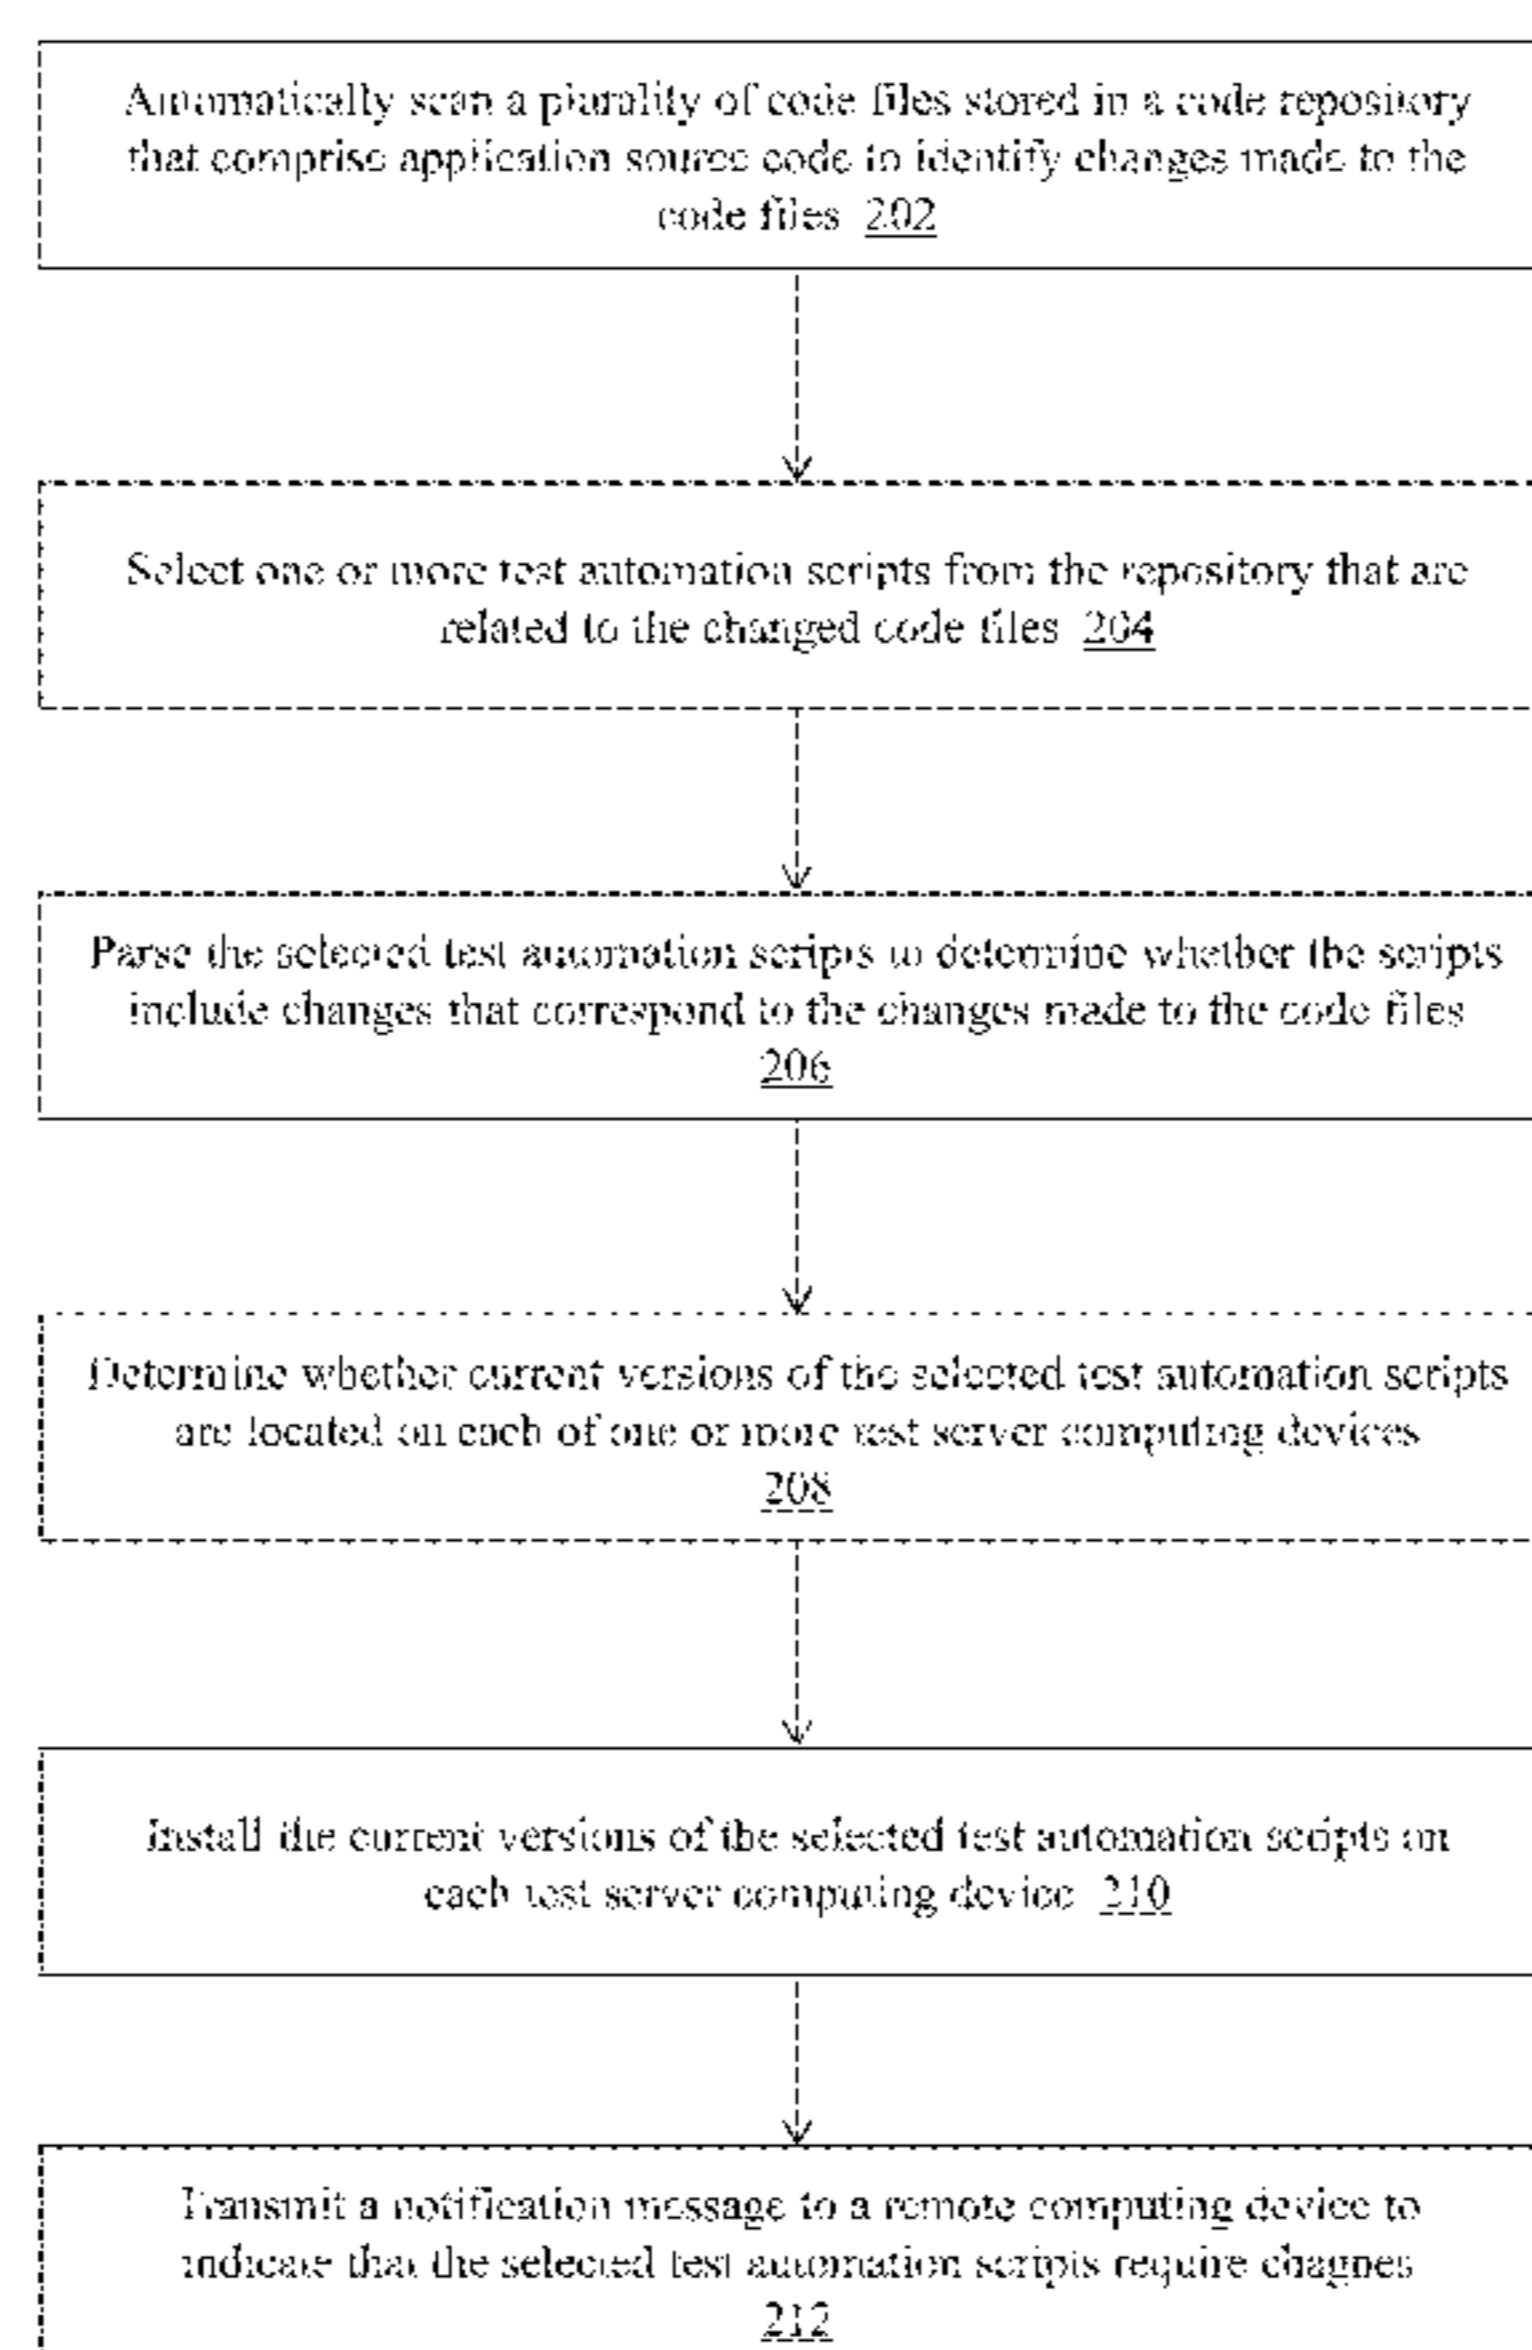 Automatically scan a plurality of code files stored in a code repository
that comprise application source code to identify changes made to the
code files 202
Select one or more test automation scripts from the repository that are
related to the changed code files 204
Parse the selected test automation scripts to determine whether the scripts
include changes that correspond to the changes made to the code files
206
Determine whether current versions of the selected test automation scripts
are located on each of one or more test server computing devices
208
Install the current versions of the selected test automation scripts on
each test server computing device 210
Transmit a notification message to a remote computing device to
indicate that the selected test automation scripts require chagnes
212